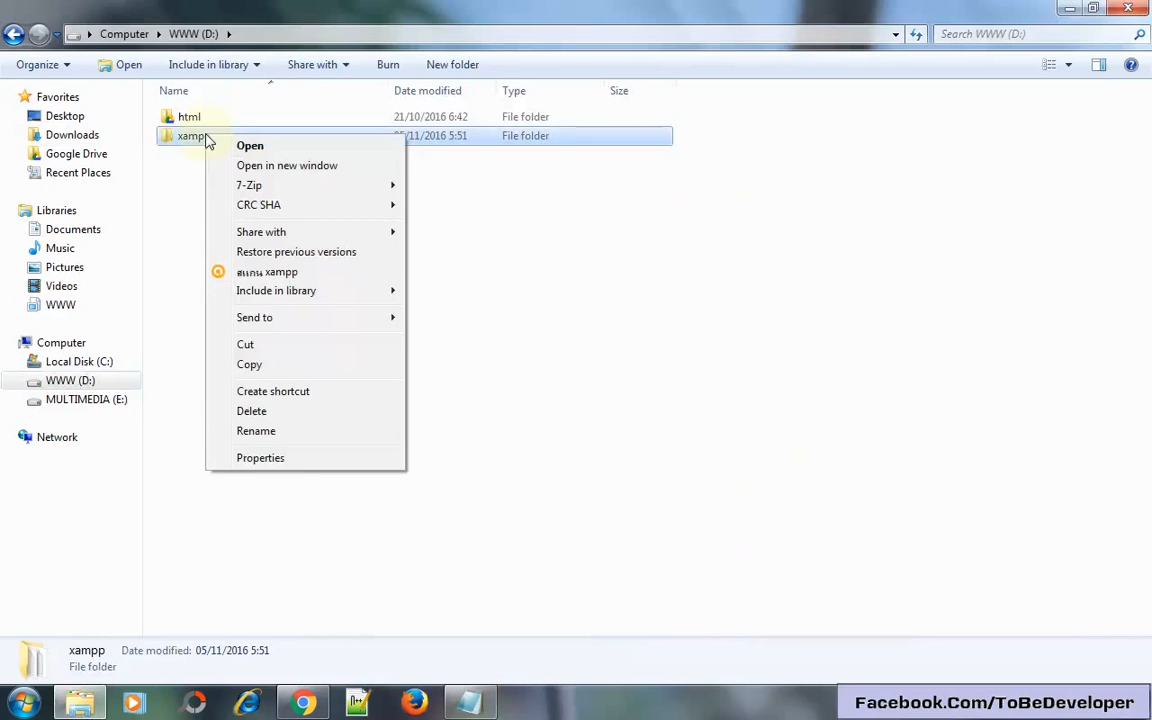 Computer
WWW (D:)
Search WWW (D:)
Organize
Open
Include in library
Share with
Burn
New folder
Name
Date modified
Type
Size
Favorites
Desktop
Downloads
Google Drive
Recent Places
Libraries
Documents
Music
Pictures
Videos
WWW
Computer
Local Disk (C:)
WWW (D:)
MULTIMEDIA (E:)
Network
html
21/10/2016 6:42
File folder
xampp
05/11/2016 5:51
File folder
Open
Open in new window
7-Zip
CRC SHA
Share with
Restore previous versions
สแกน xampp
Include in library
Send to
Cut
Copy
Create shortcut
Delete
Rename
Properties
xampp
Date modified: 05/11/2016 5:51
File folder
Facebook.Com/ToBeDeveloper